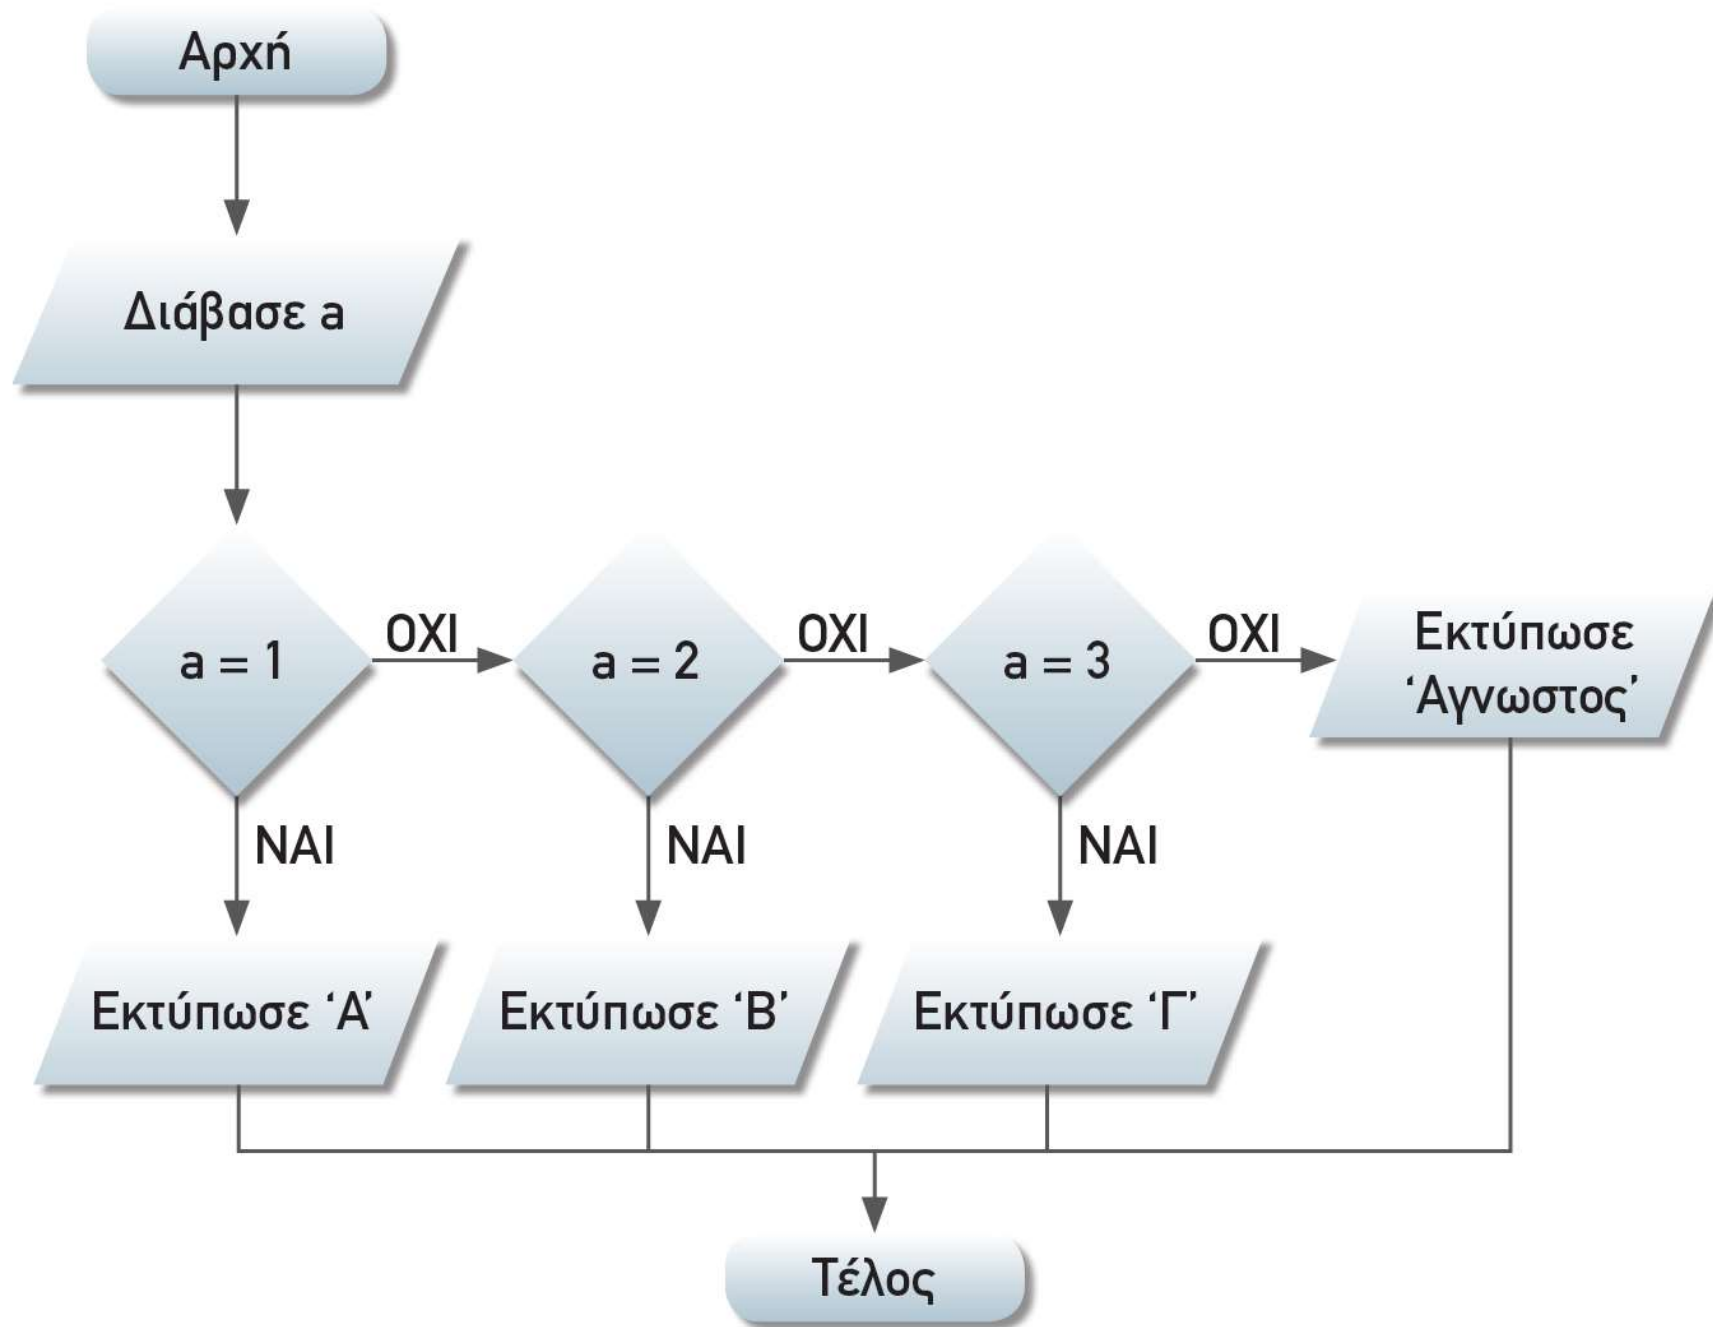 Αρχή
Διάβασε a
a = 1
ΟΧΙ
a = 2
ΟΧΙ
a = 3
ΟΧΙ
Εκτύπωσε
‘Αγνωστος’
ΝΑΙ
ΝΑΙ
ΝΑΙ
Εκτύπωσε ‘Α’
Εκτύπωσε ‘Β’
Εκτύπωσε ‘Γ’
Τέλος